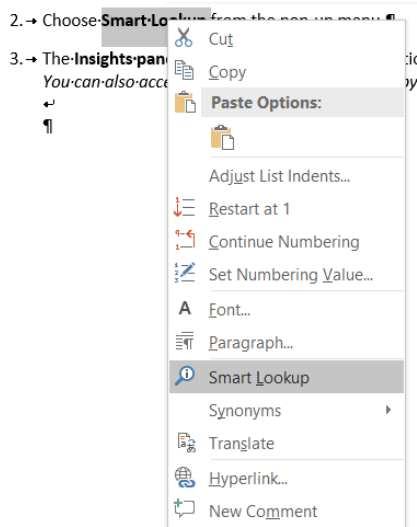 2. Choose Smart Lookup from the pop-up menu.
3. The Insights
You can also
Cut
Copy
Paste Options:
Adjust List Indents...
Restart at 1
Continue Numbering
Set Numbering Value...
Font...
Paragraph...
Smart Lookup
Synonyms
Translate
Hyperlink...
New Comment